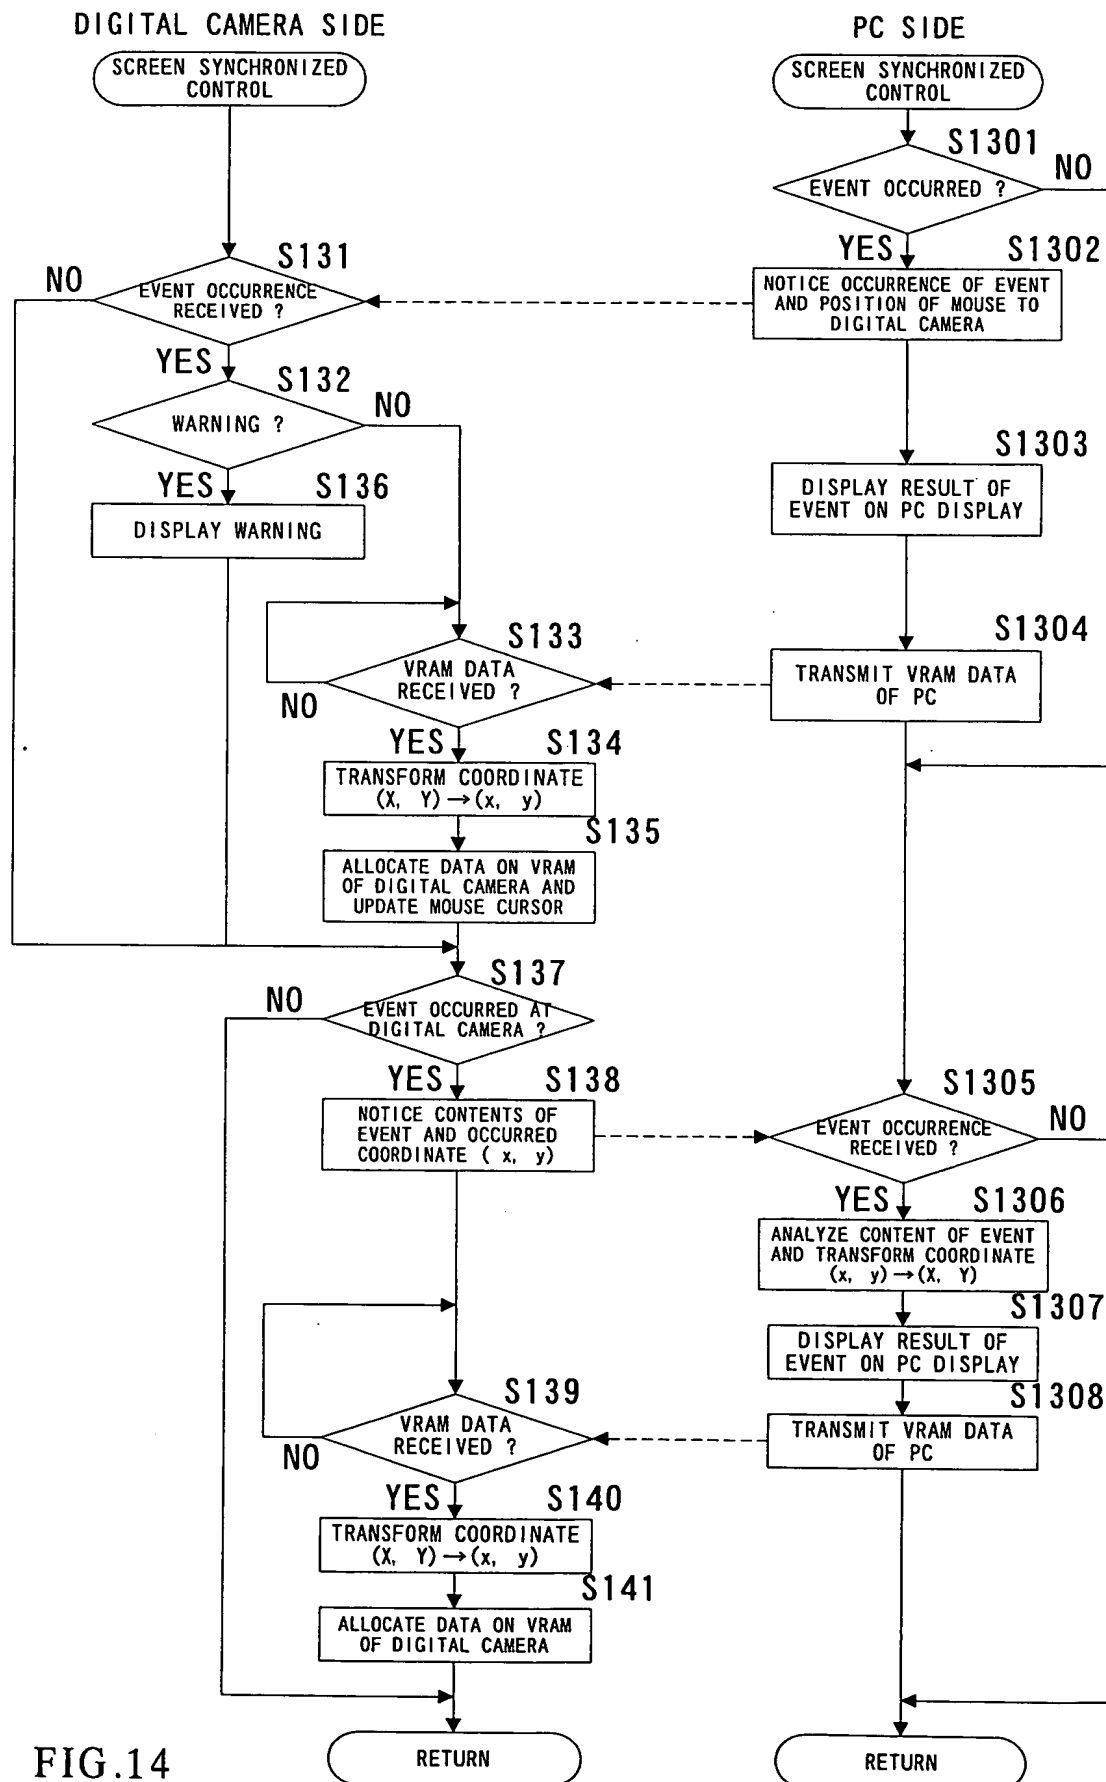 DIGITAL CAMERA SIDE
SCREEN SYNCHRONIZED
CONTROL
S131
NO
EVENT OCCURRENCE
RECEIVED ?
YES
S132
NO
WARNING ?
YES
S136
DISPLAY WARNING
S133
VRAM DATA
RECEIVED ?
NO
YES
S134
TRANSFORM COORDINATE
(X, Y)→(x, y)
S135
ALLOCATE DATA ON VRAM
OF DIGITAL CAMERA AND
UPDATE MOUSE CURSOR
S137
NO
EVENT OCCURRED AT
DIGITAL CAMERA ?
YES
S138
NOTICE CONTENTS OF
EVENT AND OCCURRED
COORDINATE ( x, y)
S139
VRAM DATA
RECEIVED ?
NO
YES
S140
TRANSFORM COORDINATE
(X, Y)→(x, y)
S141
ALLOCATE DATA ON VRAM
OF DIGITAL CAMERA
RETURN
PC SIDE
SCREEN SYNCHRONIZED
CONTROL
S1301
NO
EVENT OCCURRED ?
YES
S1302
NOTICE OCCURRENCE OF EVENT
AND POSITION OF MOUSE TO
DIGITAL CAMERA
S1303
DISPLAY RESULT OF
EVENT ON PC DISPLAY
S1304
TRANSMIT VRAM DATA
OF PC
S1305
NO
EVENT OCCURRENCE
RECEIVED ?
YES
S1306
ANALYZE CONTENT OF EVENT
AND TRANSFORM COORDINATE
(x, y)→(X, Y)
S1307
DISPLAY RESULT OF
EVENT ON PC DISPLAY
S1308
TRANSMIT VRAM DATA
OF PC
RETURN
FIG.14